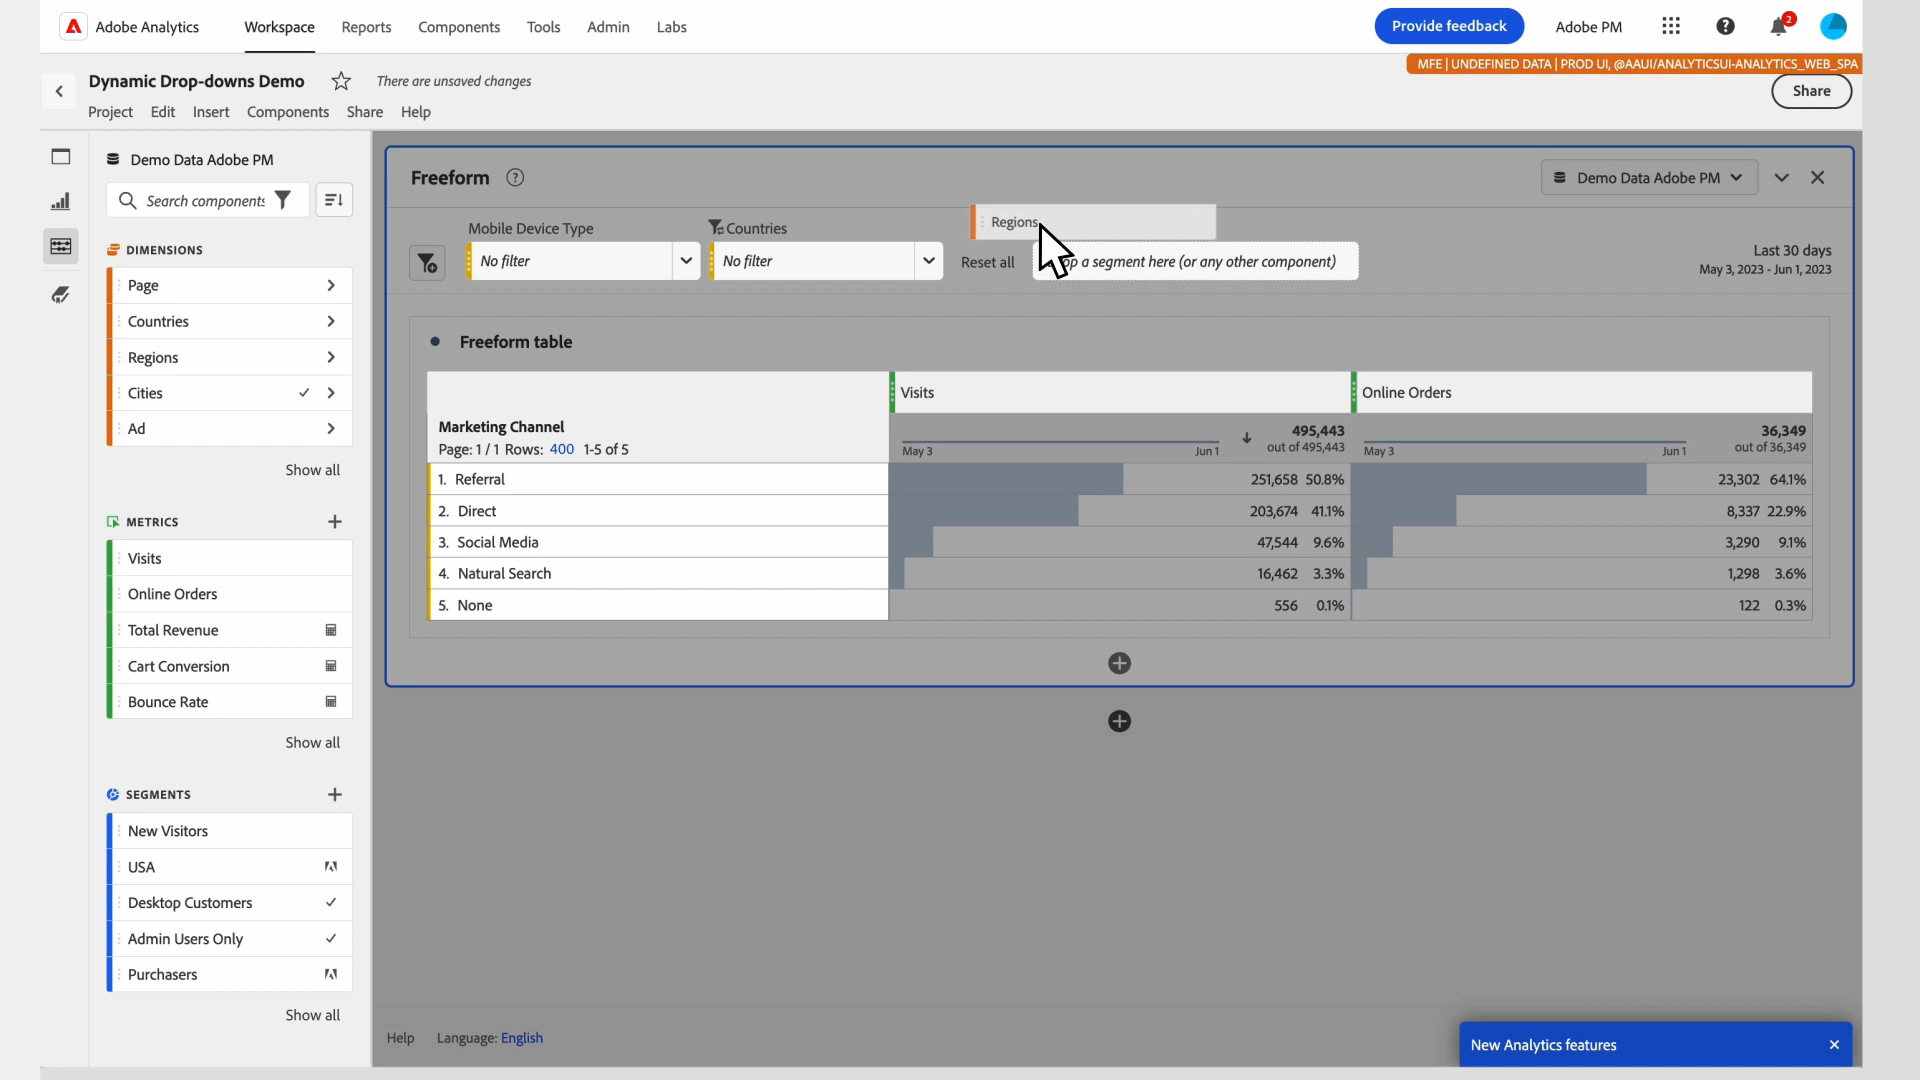 Adobe Analytics Workspace Reports Components Tools Admin Labs Provide feedback Adobe PM 2
MFE | UNDEFINED DATA | PROD UI, @AAUI/ANALYTICSUI-ANALYTICS_WEB_SPA
Dynamic Drop-downs Demo There are unsaved changes
Share
Project Edit Insert Components Share Help
Demo Data Adobe PM
Search components
DIMENSIONS
Page
Countries
Regions
Cities
Ad
Show all
METRICS
Visits
Online Orders
Total Revenue
Cart Conversion
Bounce Rate
Show all
SEGMENTS
New Visitors
USA
Desktop Customers
Admin Users Only
Purchasers
Show all
Freeform ? Demo Data Adobe PM
Mobile Device Type Countries Regions
No filter No filter Reset all a segment here (or any other component)
Last 30 days
May 3, 2023 - Jun 1, 2023
Freeform table
Visits Online Orders
Marketing Channel 495,443 36,349
Page: 1 / 1 Rows: 400 1-5 of 5 May 3 Jun 1 out of 495,443 May 3 Jun 1 out of 36,349
1. Referral 251,658 50.8% 23,302 64.1%
2. Direct 203,674 41.1% 8,337 22.9%
3. Social Media 47,544 9.6% 3,290 9.1%
4. Natural Search 16,462 3.3% 1,298 3.6%
5. None 556 0.1% 122 0.3%
Help Language: English
New Analytics features